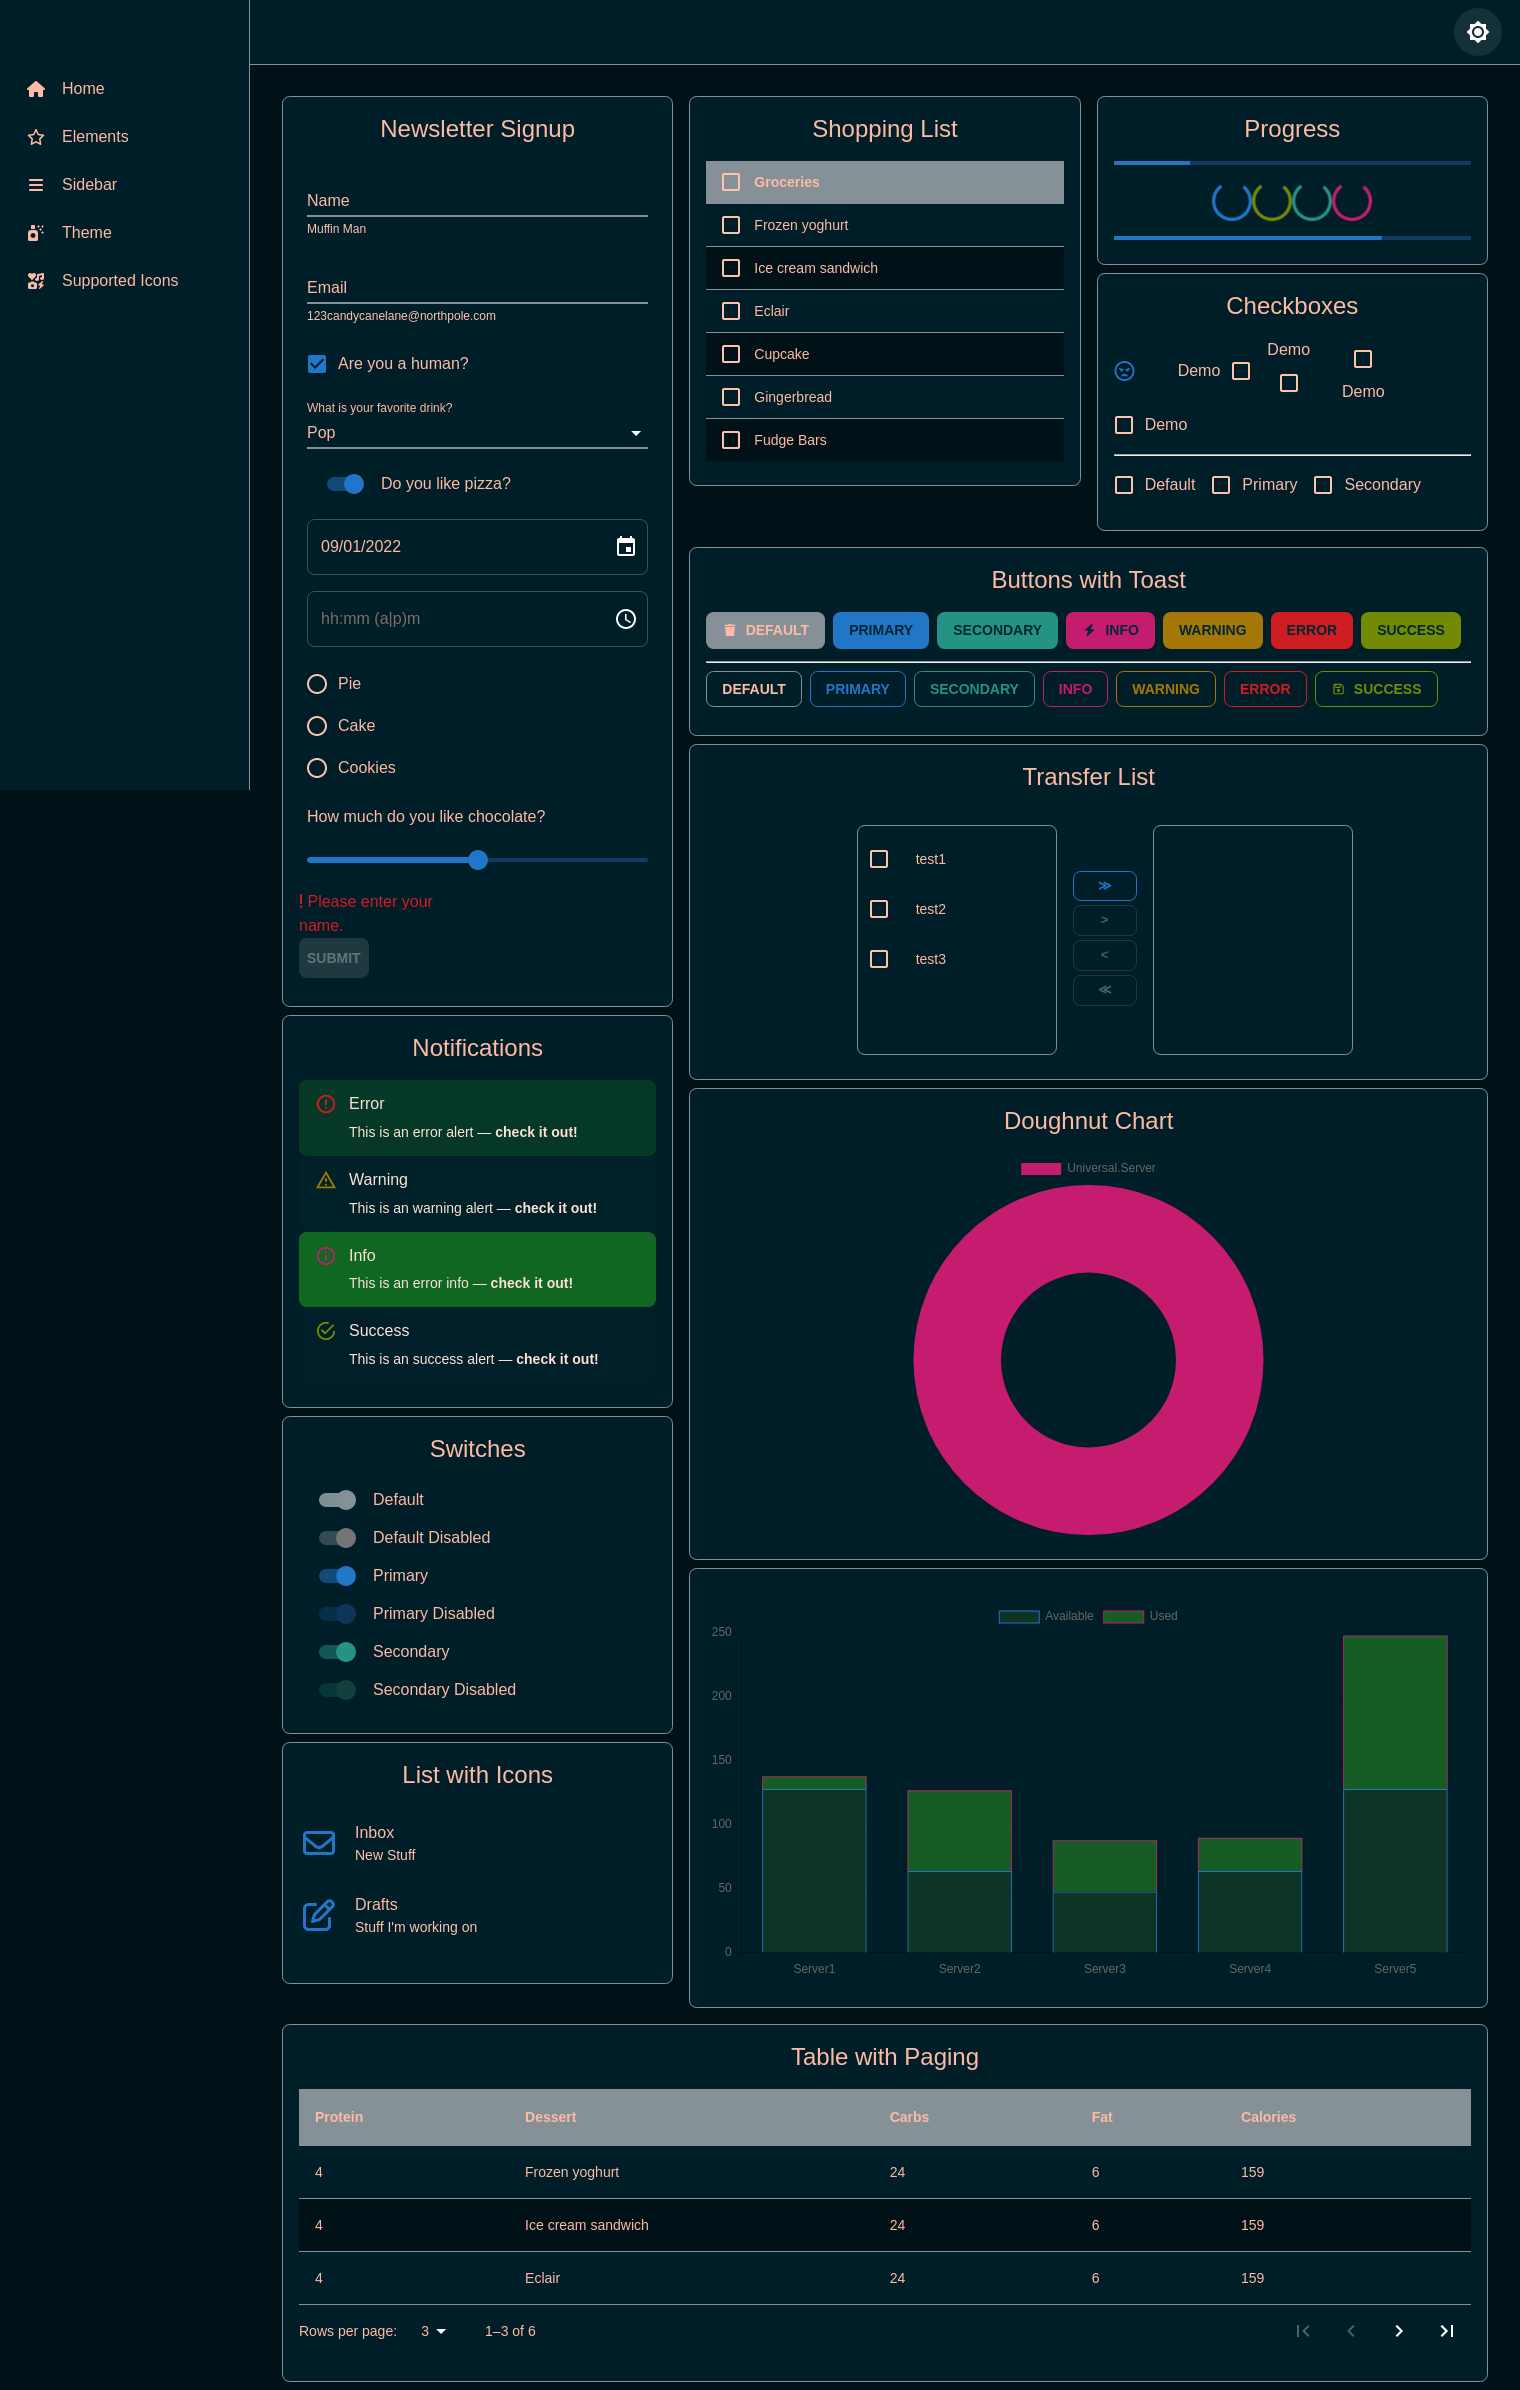 Home
Elements
Sidebar
Theme
Supported Icons
Newsletter Signup
Name
Muffin Man
Email
123candycanelane@northpole.com
Are you a human?
What is your favorite drink?
Pop
Do you like pizza?
09/01/2022
hh:mm (a|p)m
Pie
Cake
Cookies
How much do you like chocolate?
! Please enter your
name.
SUBMIT
Notifications
Error
This is an error alert — check it out!
Warning
This is an warning alert — check it out!
Info
This is an error info — check it out!
Success
This is an success alert — check it out!
Switches
Default
Default Disabled
Primary
Primary Disabled
Secondary
Secondary Disabled
List with Icons
Inbox
New Stuff
Drafts
Stuff I'm working on
Shopping List
Groceries
Frozen yoghurt
Ice cream sandwich
Eclair
Cupcake
Gingerbread
Fudge Bars
Progress
Checkboxes
Demo
Demo
Demo
Demo
Default Primary Secondary
Buttons with Toast
DEFAULT PRIMARY SECONDARY INFO WARNING ERROR SUCCESS
DEFAULT PRIMARY SECONDARY INFO WARNING ERROR SUCCESS
Transfer List
test1
test2
test3
≫
>
<
≪
Doughnut Chart
Universal.Server
Available Used
250
200
150
100
50
0
Server1 Server2 Server3 Server4 Server5
Table with Paging
Protein Dessert Carbs Fat Calories
4 Frozen yoghurt 24 6 159
4 Ice cream sandwich 24 6 159
4 Eclair 24 6 159
Rows per page: 3 1–3 of 6